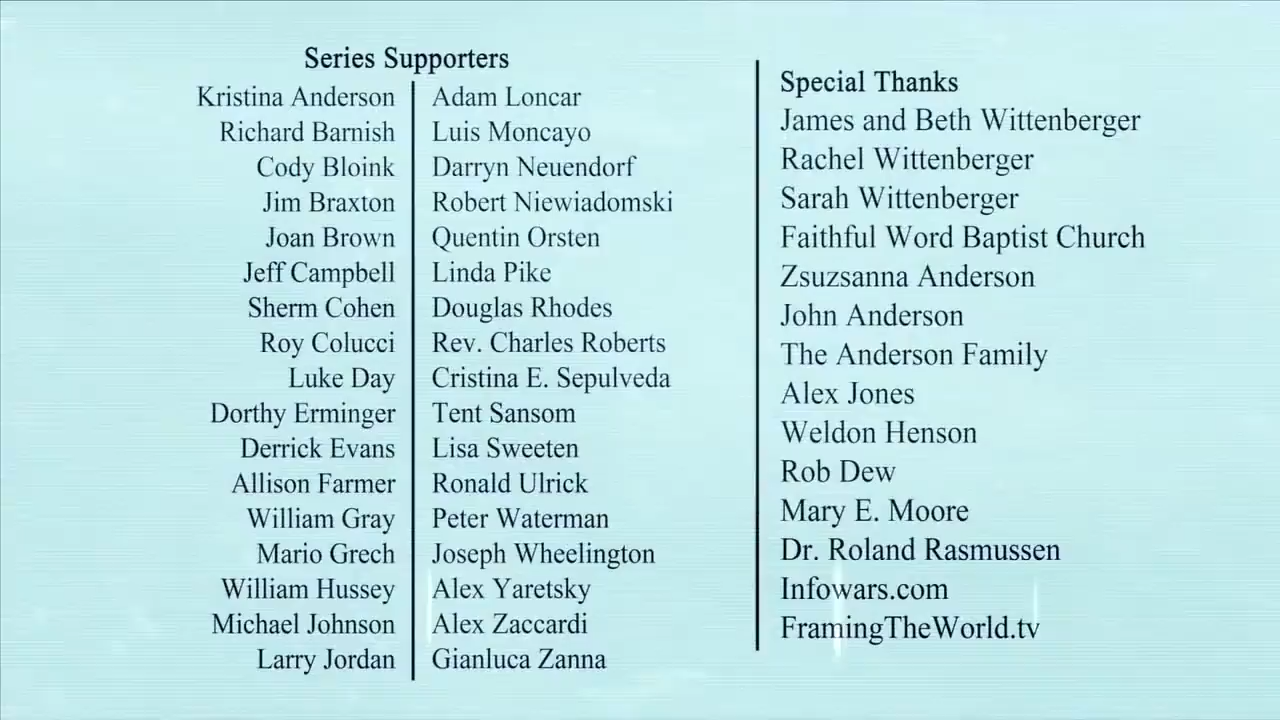 Series Supporters
Kristina Anderson
Richard Barnish
Cody Bloink
Jim Braxton
Joan Brown
Jeff Campbell
Sherm Cohen
Roy Colucci
Luke Day
Dorthy Erminger
Derrick Evans
Allison Farmer
William Gray
Mario Grech
William Hussey
Michael Johnson
Larry Jordan
Adam Loncar
Luis Moncayo
Darryn Neuendorf
Robert Niewiadomski
Quentin Orsten
Linda Pike
Douglas Rhodes
Rev. Charles Roberts
Cristina E. Sepulveda
Tent Sansom
Lisa Sweeten
Ronald Ulrick
Peter Waterman
Joseph Wheelington
Alex Yaretsky
Alex Zaccardi
Gianluca Zanna
Special Thanks
James and Beth Wittenberger
Rachel Wittenberger
Sarah Wittenberger
Faithful Word Baptist Church
Zsuzsanna Anderson
John Anderson
The Anderson Family
Alex Jones
Weldon Henson
Rob Dew
Mary E. Moore
Dr. Roland Rasmussen
Infowars.com
FramingTheWorld.tv